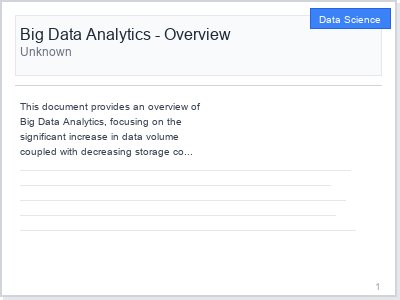 Data Science
Big Data Analytics - Overview
Unknown
This document provides an overview of
Big Data Analytics, focusing on the
significant increase in data volume
coupled with decreasing storage co...
1